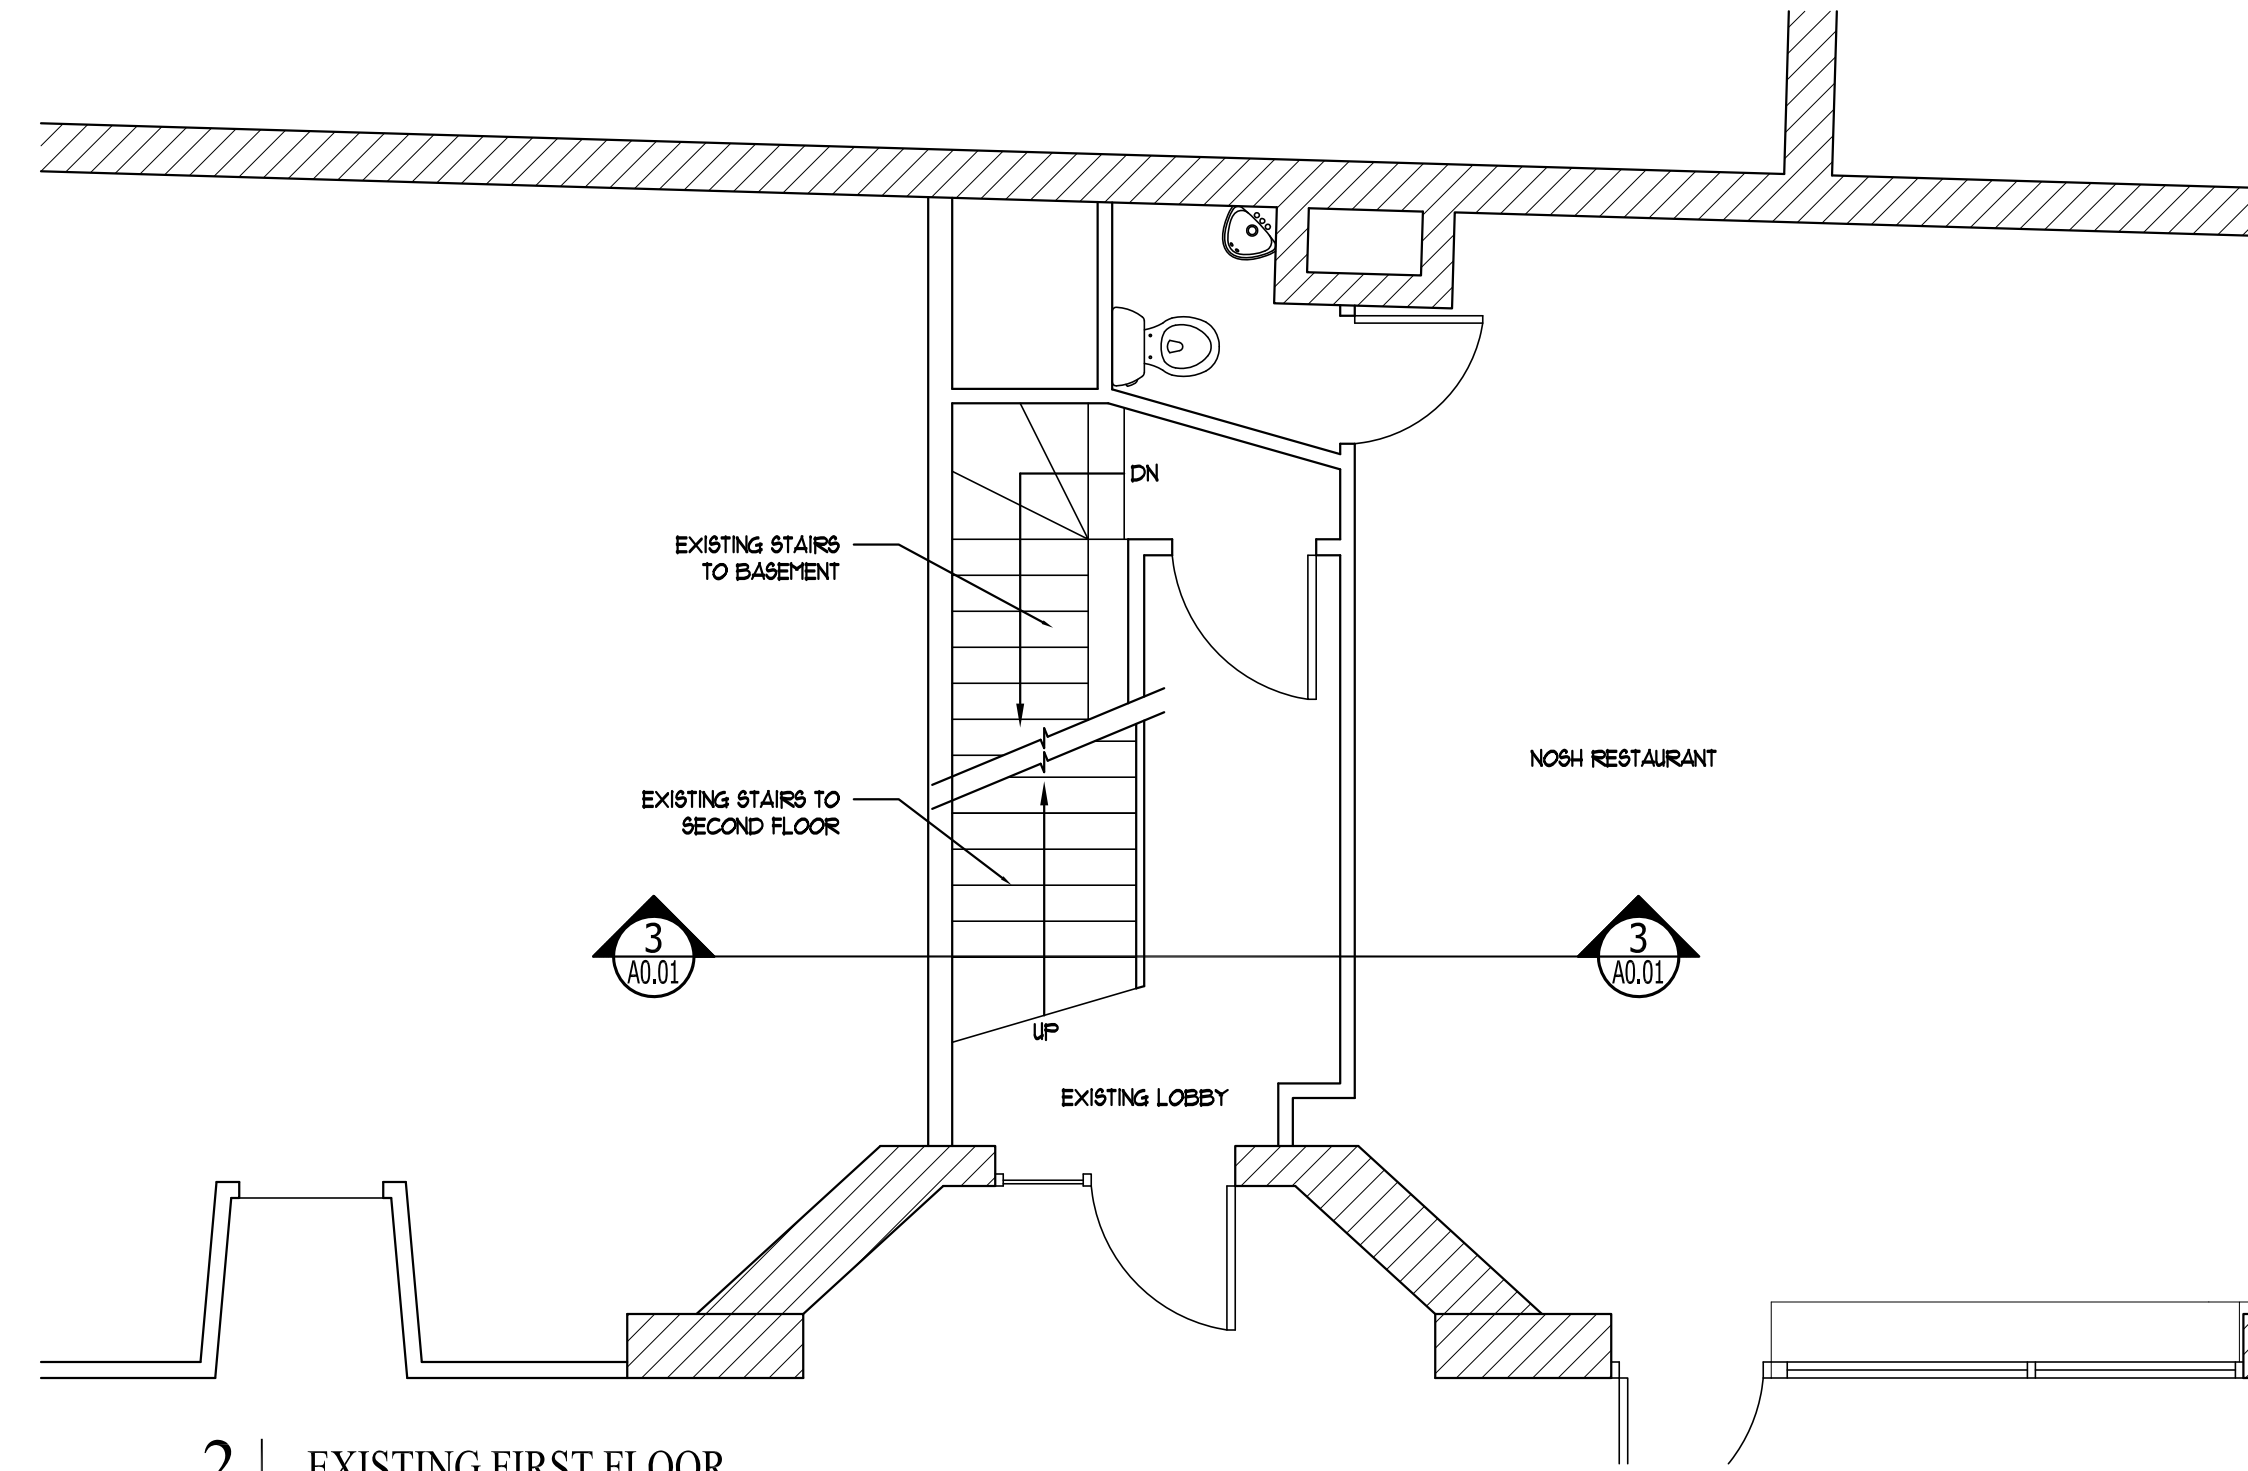 DN
EXISTING STAIRS
TO BASEMENT
NOSH RESTAURANT
EXISTING STAIRS TO
SECOND FLOOR
3
A0.01
3
A0.01
UP
EXISTING LOBBY
2 EXISTING FIRST FLOOR